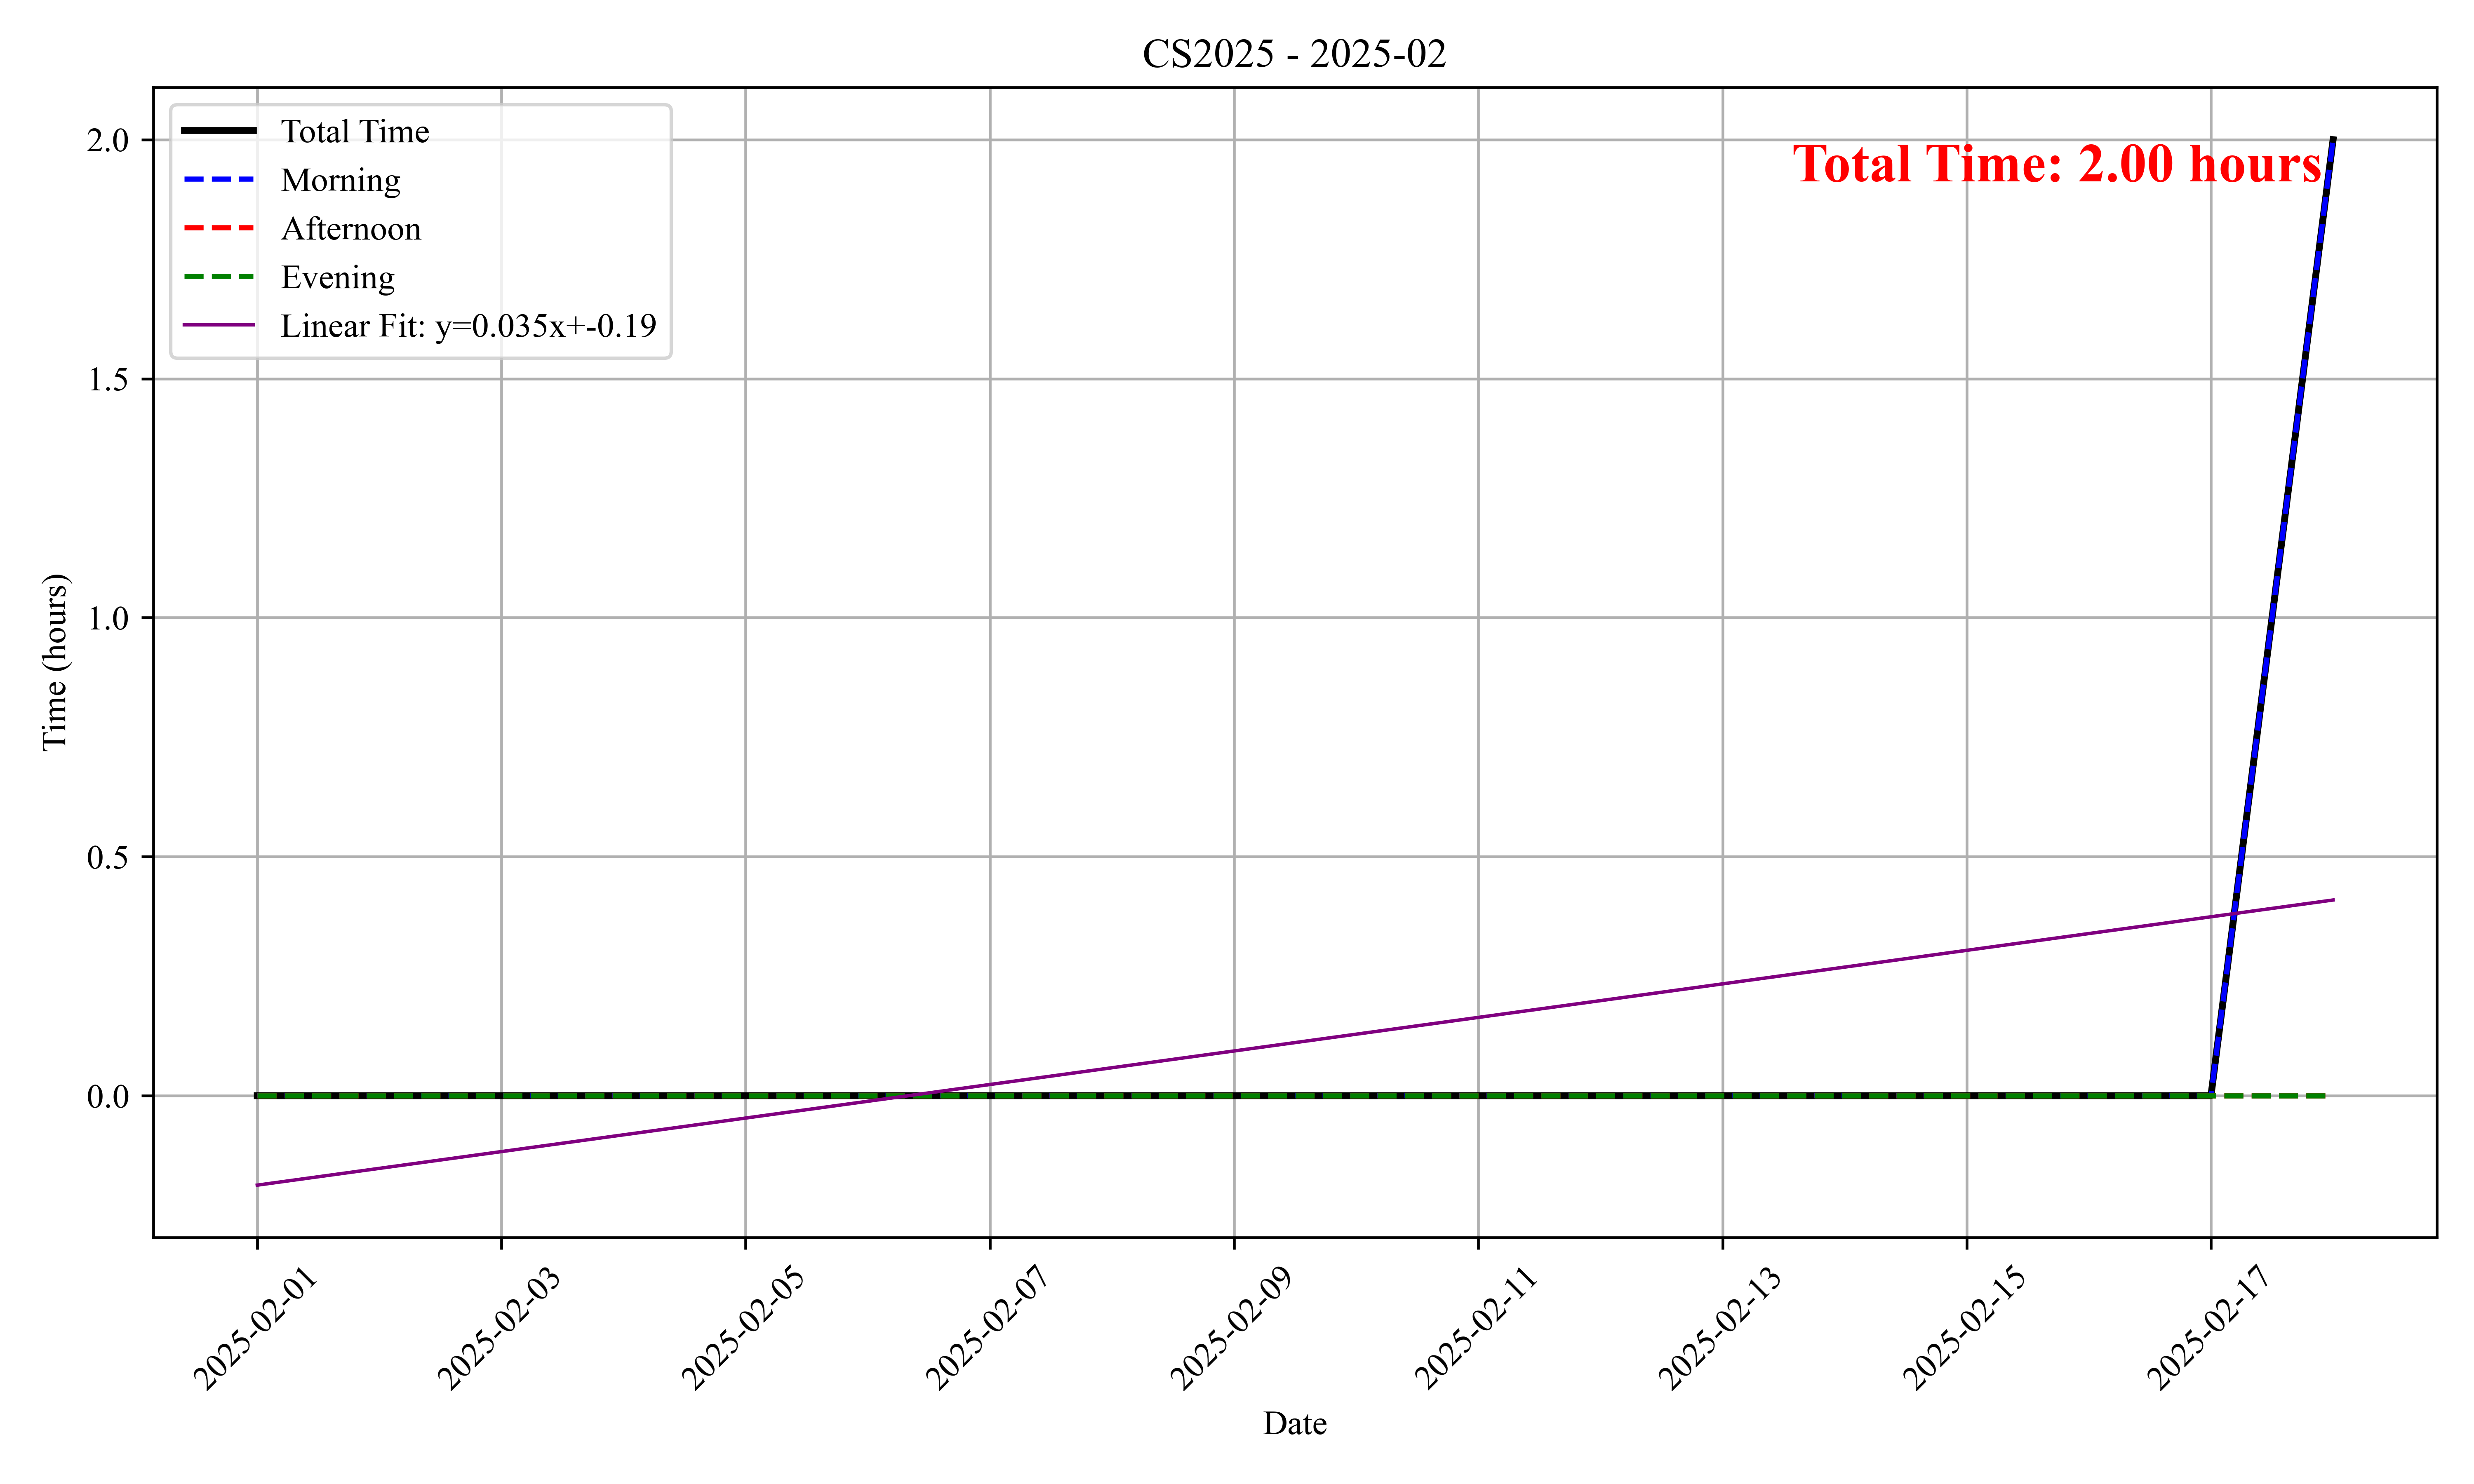 CS2025 - 2025-02
Total Time
Morning
Afternoon
Evening
Linear Fit: y=0.035x+-0.19
Total Time: 2.00 hours
2.0
1.5
1.0
0.5
0.0
Time (hours)
2025-02-01
2025-02-03
2025-02-05
2025-02-07
2025-02-09
2025-02-11
2025-02-13
2025-02-15
2025-02-17
Date